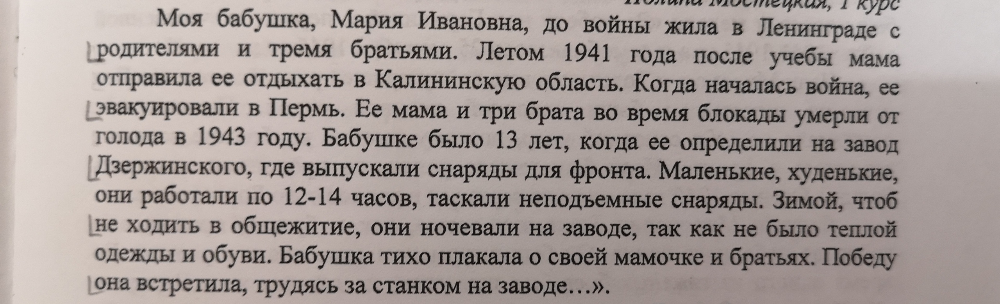 Полина Мостецкая, 1 курс
Моя бабушка, Мария Ивановна, до войны жила в Ленинграде с
родителями и тремя братьями. Летом 1941 года после учебы мама
отправила ее отдыхать в Калининскую область. Когда началась война, ее
эвакуировали в Пермь. Ее мама и три брата во время блокады умерли от
голода в 1943 году. Бабушке было 13 лет, когда ее определили на завод
Дзержинского, где выпускали снаряды для фронта. Маленькие, худенькие,
они работали по 12-14 часов, таскали неподъемные снаряды. Зимой, чтоб
не ходить в общежитие, они ночевали на заводе, так как не было теплой
одежды и обуви. Бабушка тихо плакала о своей мамочке и братьях. Победу
она встретила, трудясь за станком на заводе…».